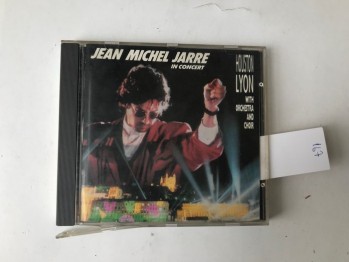 JEAN MICHEL JARRE
IN CONCERT
HOUSTON
LYON
WITH
ORCHESTRA
AND
CHOIR